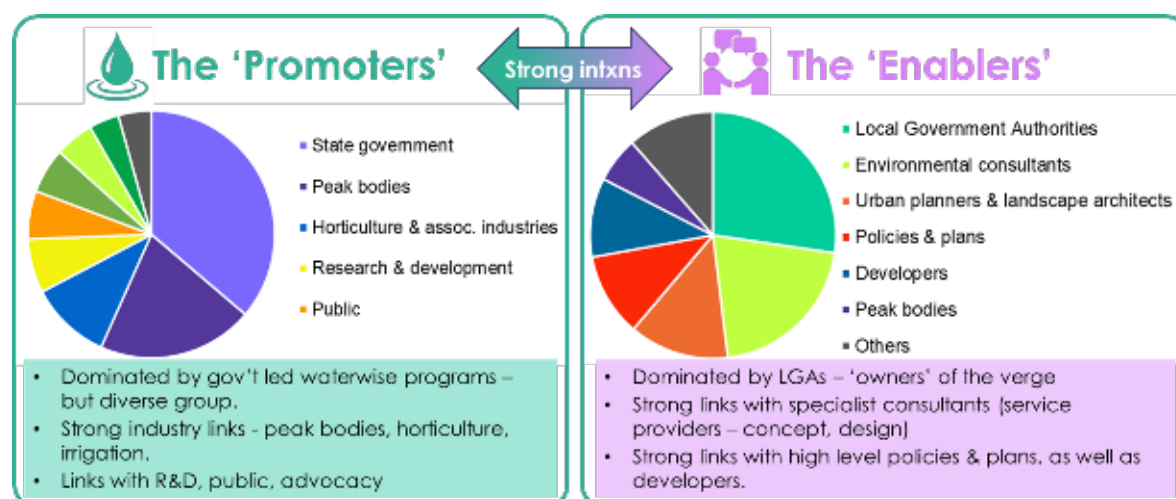 The 'Promoters'
Strong intxns
The 'Enablers'
State government
Peak bodies
Horticulture & assoc. industries
Research & development
Public
Local Government Authorities
Environmental consultants
Urban planners & landscape architects
Policies & plans
Developers
Peak bodies
Others
• Dominated by gov't led waterwise programs –
but diverse group.
• Strong industry links - peak bodies, horticulture,
irrigation.
• Links with R&D, public, advocacy
• Dominated by LGAs – 'owners' of the verge
• Strong links with specialist consultants (service
providers – concept, design)
• Strong links with high level policies & plans, as well as
developers.